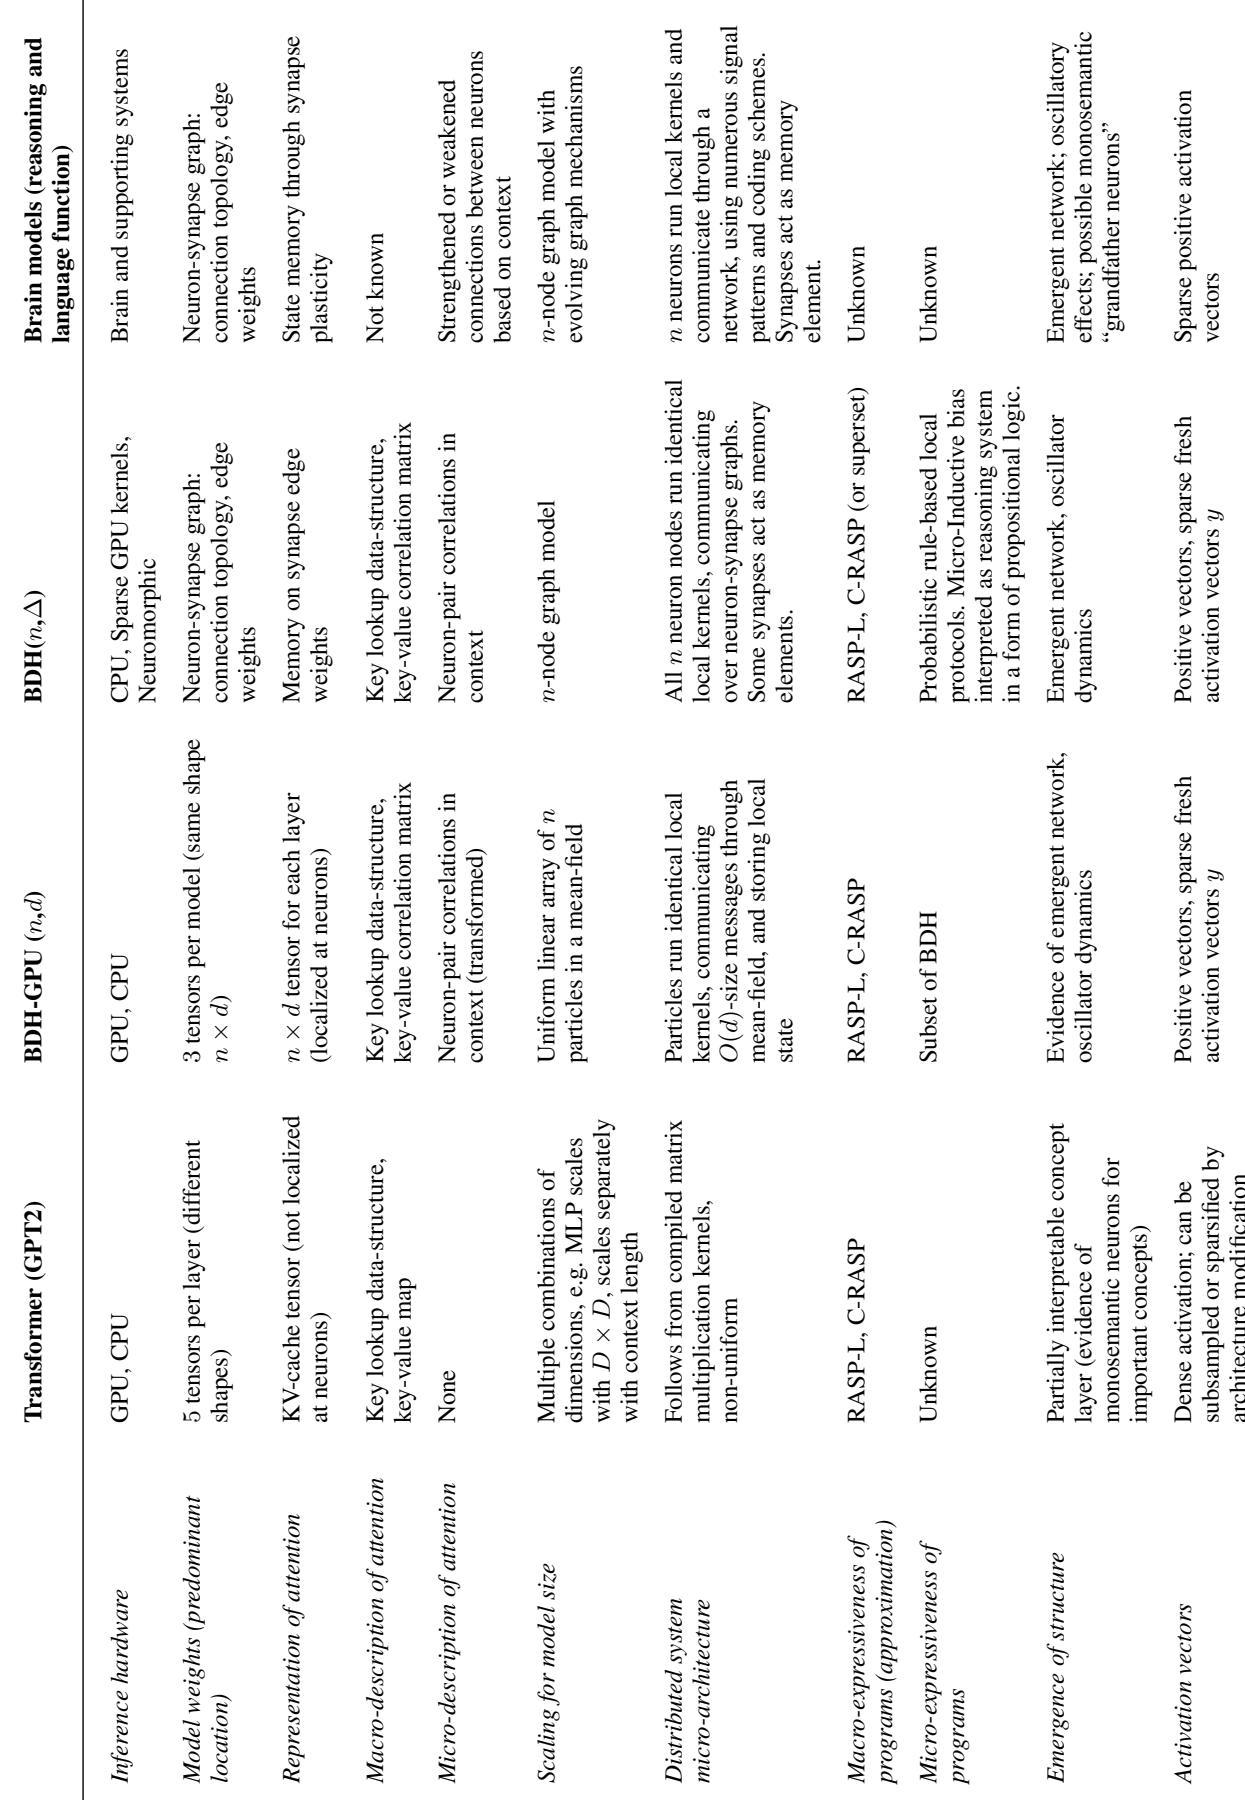 Transformer (GPT2)
BDH-GPU (n,d)
BDH(n,Δ)
Brain models (reasoning and
language function)
Inference hardware
GPU, CPU
GPU, CPU
CPU, Sparse GPU kernels,
Neuromorphic
Brain and supporting systems
Model weights (predominant
location)
5 tensors per layer (different
shapes)
3 tensors per model (same shape
n × d)
Neuron-synapse graph:
connection topology, edge
weights
Neuron-synapse graph:
connection topology, edge
weights
Representation of attention
KV-cache tensor (not localized
at neurons)
n × d tensor for each layer
(localized at neurons)
Memory on synapse edge
weights
State memory through synapse
plasticity
Macro-description of attention
Key lookup data-structure,
key-value map
Key lookup data-structure,
key-value correlation matrix
Key lookup data-structure,
key-value correlation matrix
Not known
Micro-description of attention
None
Neuron-pair correlations in
context (transformed)
Neuron-pair correlations in
context
Strengthened or weakened
connections between neurons
based on context
Scaling for model size
Multiple combinations of
dimensions, e.g. MLP scales
with D × D, scales separately
with context length
Uniform linear array of n
particles in a mean-field
n-node graph model
n-node graph model with
evolving graph mechanisms
Distributed system
micro-architecture
Follows from compiled matrix
multiplication kernels,
non-uniform
Particles run identical local
kernels, communicating
O(d)-size messages through
mean-field, and storing local
state
All n neuron nodes run identical
local kernels, communicating
over neuron-synapse graphs.
Some synapses act as memory
elements.
n neurons run local kernels and
communicate through a
network, using numerous signal
patterns and coding schemes.
Synapses act as memory
element.
Macro-expressiveness of
programs (approximation)
RASP-L, C-RASP
RASP-L, C-RASP
RASP-L, C-RASP (or superset)
Unknown
Micro-expressiveness of
programs
Unknown
Subset of BDH
Probabilistic rule-based local
protocols. Micro-Inductive bias
interpreted as reasoning system
in a form of propositional logic.
Unknown
Emergence of structure
Partially interpretable concept
layer (evidence of
monosemantic neurons for
important concepts)
Evidence of emergent network,
oscillator dynamics
Emergent network, oscillator
dynamics
Emergent network; oscillatory
effects; possible monosemantic
“grandfather neurons”
Activation vectors
Dense activation; can be
subsampled or sparsified by
architecture modification
Positive vectors, sparse fresh
activation vectors y
Positive vectors, sparse fresh
activation vectors y
Sparse positive activation
vectors